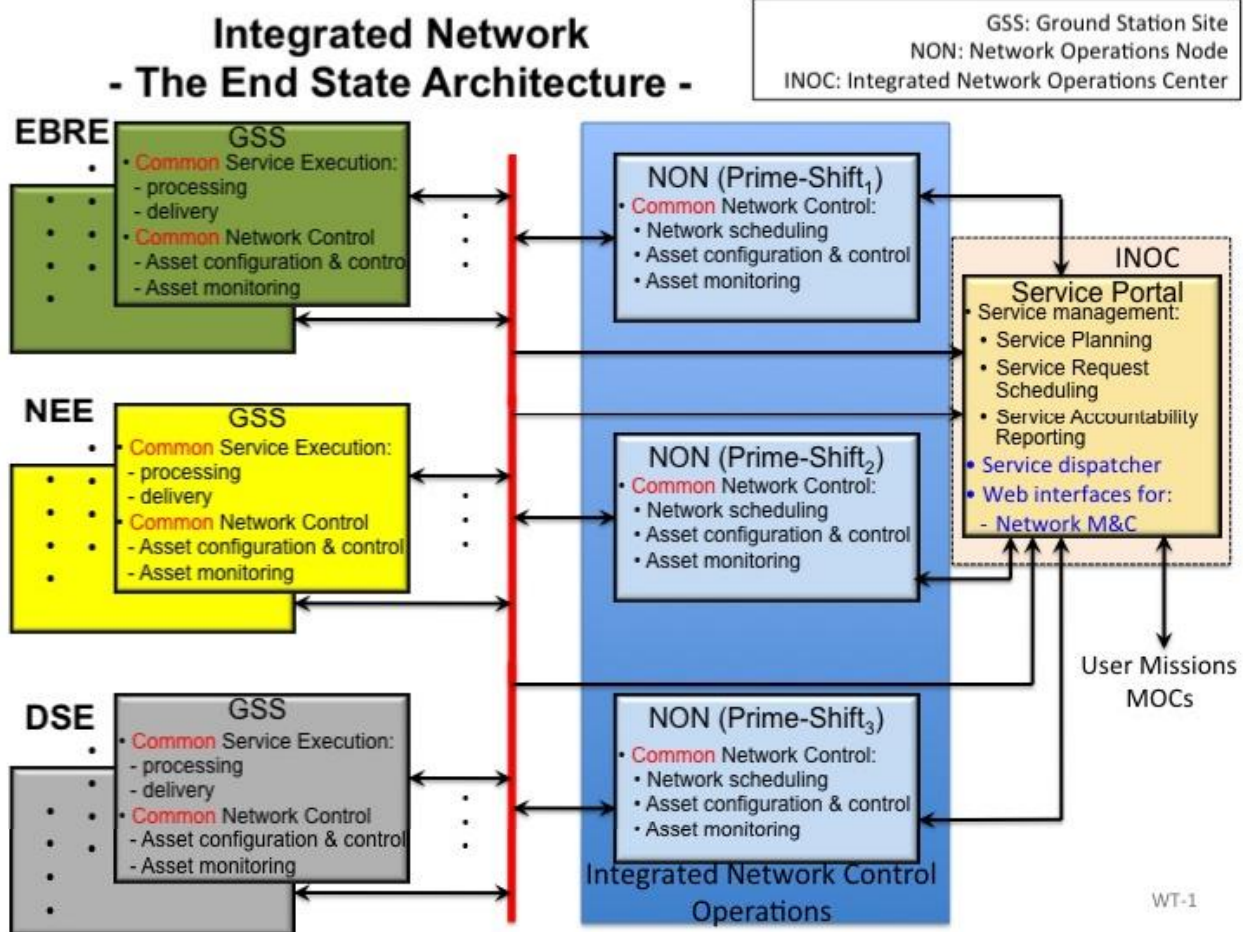 Integrated Network
- The End State Architecture -
GSS: Ground Station Site
NON: Network Operations Node
INOC: Integrated Network Operations Center
EBRE
GSS
• Common Service Execution:
- processing
- delivery
• Common Network Control
- Asset configuration & control
- Asset monitoring
NEE
GSS
• Common Service Execution:
- processing
- delivery
• Common Network Control
- Asset configuration & control
- Asset monitoring
DSE
GSS
• Common Service Execution:
- processing
- delivery
• Common Network Control
- Asset configuration & control
- Asset monitoring
NON (Prime-Shift₁)
• Common Network Control:
• Network scheduling
• Asset configuration & control
• Asset monitoring
NON (Prime-Shift₂)
• Common Network Control:
• Network scheduling
• Asset configuration & control
• Asset monitoring
NON (Prime-Shift₃)
• Common Network Control:
• Network scheduling
• Asset configuration & control
• Asset monitoring
Integrated Network Control
Operations
INOC
Service Portal
• Service management:
• Service Planning
• Service Request
Scheduling
• Service Accountability
Reporting
• Service dispatcher
• Web interfaces for:
- Network M&C
User Missions
MOCs
WT-1